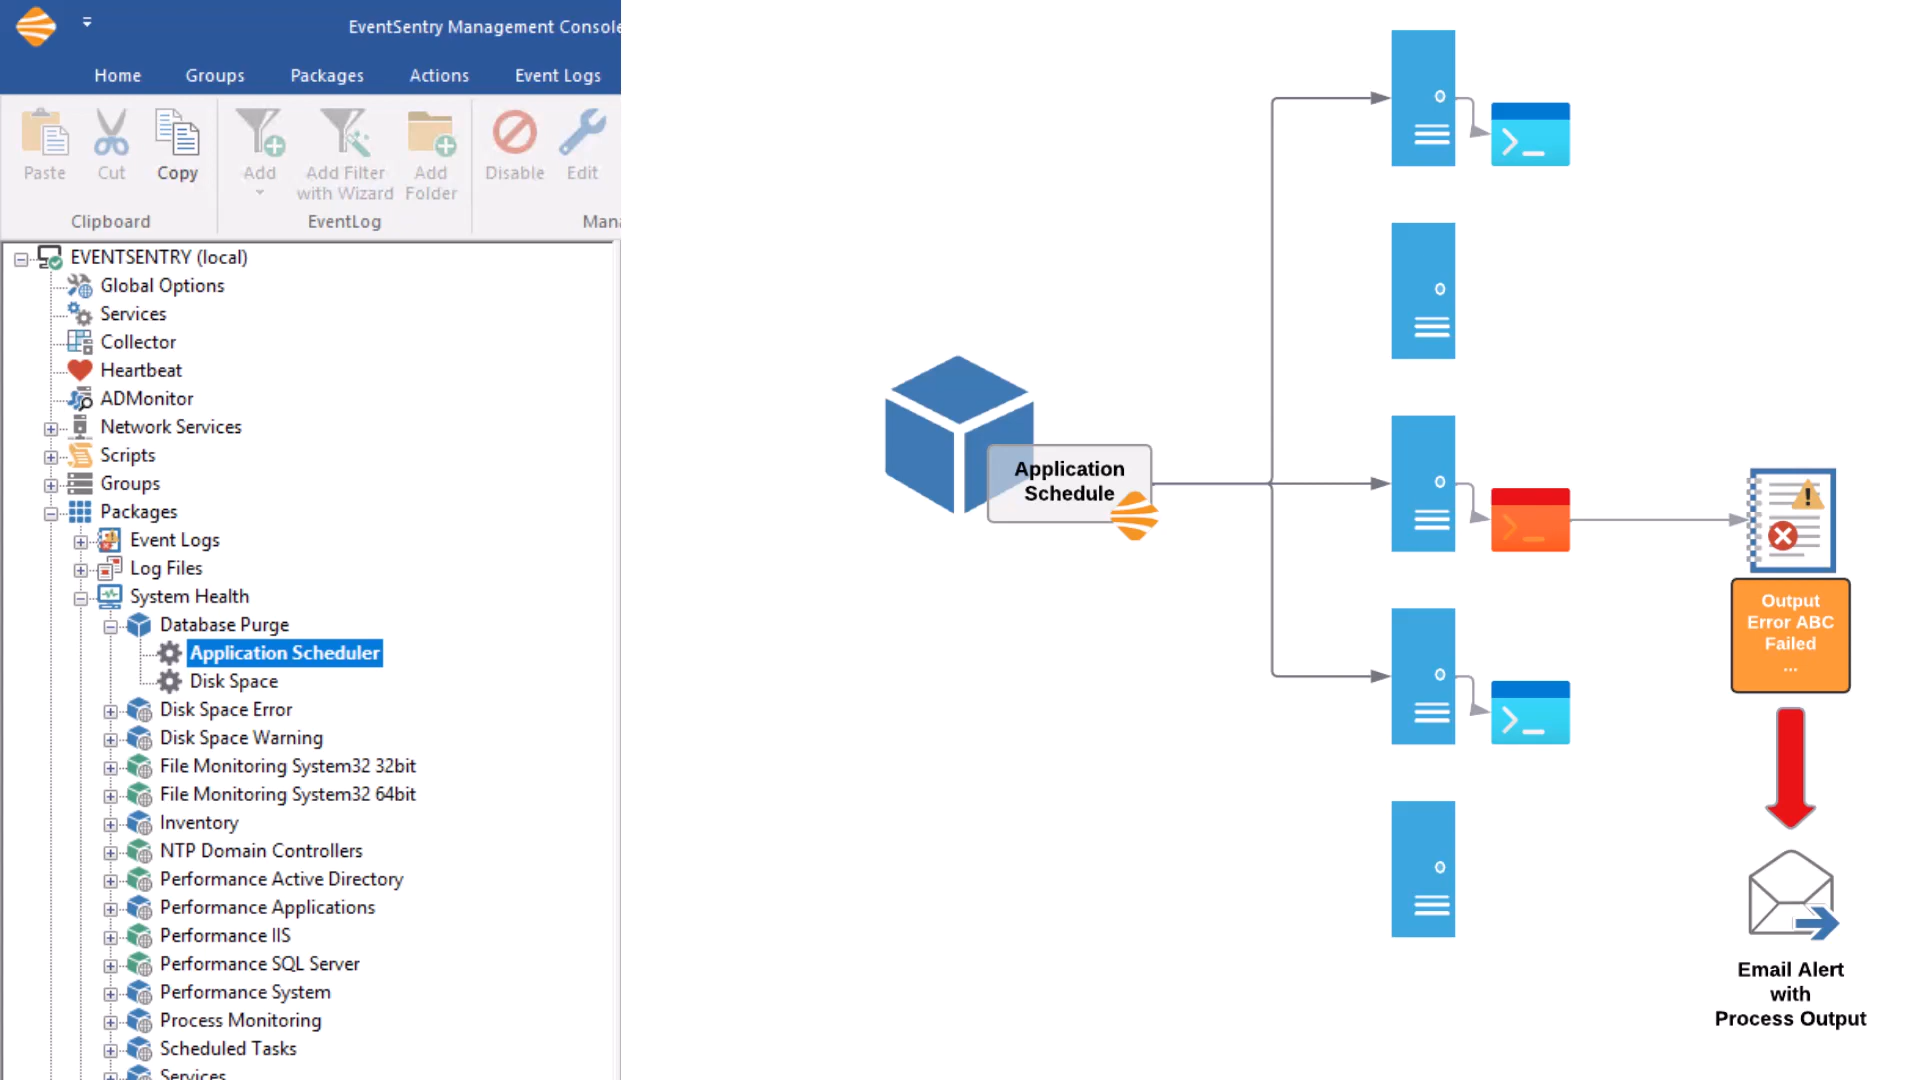 EventSentry Management Console
Home Groups Packages Actions Event Logs
Paste Cut Copy Add Add Filter with Wizard Add Folder Disable Edit
Clipboard EventLog
EVENTSENTRY (local)
Global Options
Services
Collector
Heartbeat
ADMonitor
Network Services
Scripts
Groups
Packages
Event Logs
Log Files
System Health
Database Purge
Application Scheduler
Disk Space
Disk Space Error
Disk Space Warning
File Monitoring System32 32bit
File Monitoring System32 64bit
Inventory
NTP Domain Controllers
Performance Active Directory
Performance Applications
Performance IIS
Performance SQL Server
Performance System
Process Monitoring
Scheduled Tasks
Services
Application
Schedule
Output
Error ABC
Failed
...
Email Alert
with
Process Output